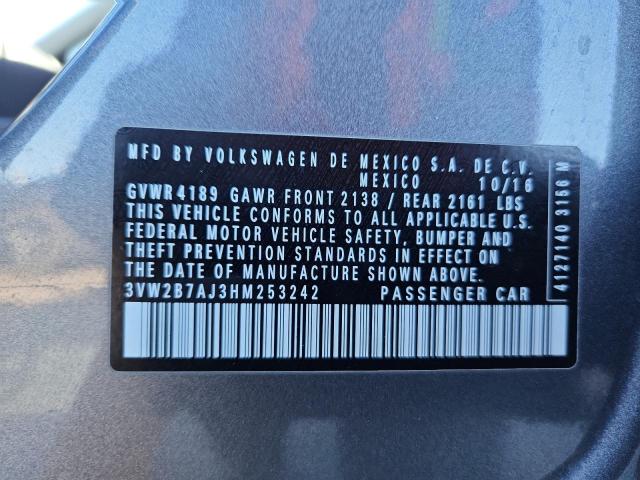 MFD BY VOLKSWAGEN DE MEXICO S.A. DE C.V.
MEXICO 10/16
GVWR 4189 GAWR FRONT 2138 / REAR 2161 LBS
THIS VEHICLE CONFORMS TO ALL APPLICABLE U.S.
FEDERAL MOTOR VEHICLE SAFETY, BUMPER AND
THEFT PREVENTION STANDARDS IN EFFECT ON
THE DATE OF MANUFACTURE SHOWN ABOVE.
3VW2B7AJ3HM253242 PASSENGER CAR
4127140 3166 M